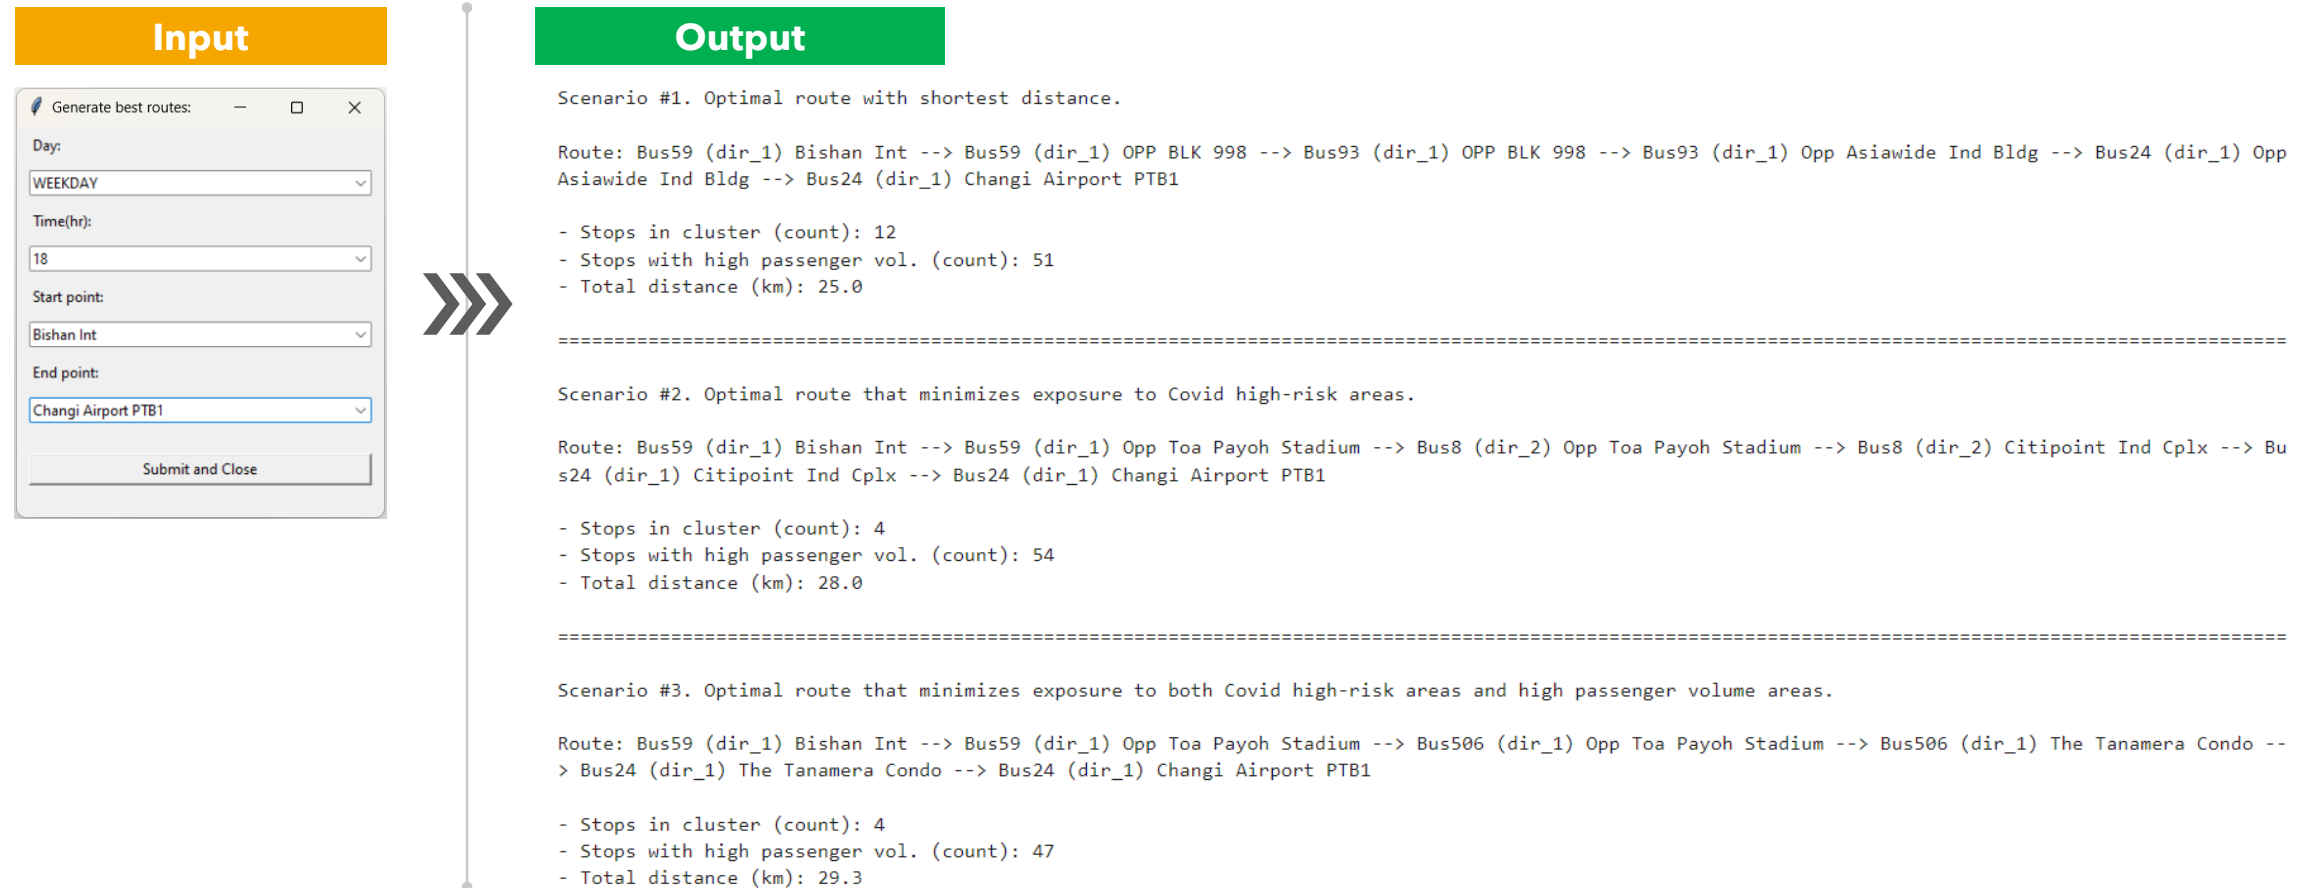 Input
Generate best routes:
Day:
WEEKDAY
Time(hr):
18
Start point:
Bishan Int
End point:
Changi Airport PTB1
Submit and Close
Output
Scenario #1. Optimal route with shortest distance.
Route: Bus59 (dir_1) Bishan Int --> Bus59 (dir_1) OPP BLK 998 --> Bus93 (dir_1) OPP BLK 998 --> Bus93 (dir_1) Opp Asiawide Ind Bldg --> Bus24 (dir_1) Opp
Asiawide Ind Bldg --> Bus24 (dir_1) Changi Airport PTB1
- Stops in cluster (count): 12
- Stops with high passenger vol. (count): 51
- Total distance (km): 25.0
=========================================================================================================================================================
Scenario #2. Optimal route that minimizes exposure to Covid high-risk areas.
Route: Bus59 (dir_1) Bishan Int --> Bus59 (dir_1) Opp Toa Payoh Stadium --> Bus8 (dir_2) Opp Toa Payoh Stadium --> Bus8 (dir_2) Citipoint Ind Cplx --> Bu
s24 (dir_1) Citipoint Ind Cplx --> Bus24 (dir_1) Changi Airport PTB1
- Stops in cluster (count): 4
- Stops with high passenger vol. (count): 54
- Total distance (km): 28.0
=========================================================================================================================================================
Scenario #3. Optimal route that minimizes exposure to both Covid high-risk areas and high passenger volume areas.
Route: Bus59 (dir_1) Bishan Int --> Bus59 (dir_1) Opp Toa Payoh Stadium --> Bus506 (dir_1) Opp Toa Payoh Stadium --> Bus506 (dir_1) The Tanamera Condo --
> Bus24 (dir_1) The Tanamera Condo --> Bus24 (dir_1) Changi Airport PTB1
- Stops in cluster (count): 4
- Stops with high passenger vol. (count): 47
- Total distance (km): 29.3